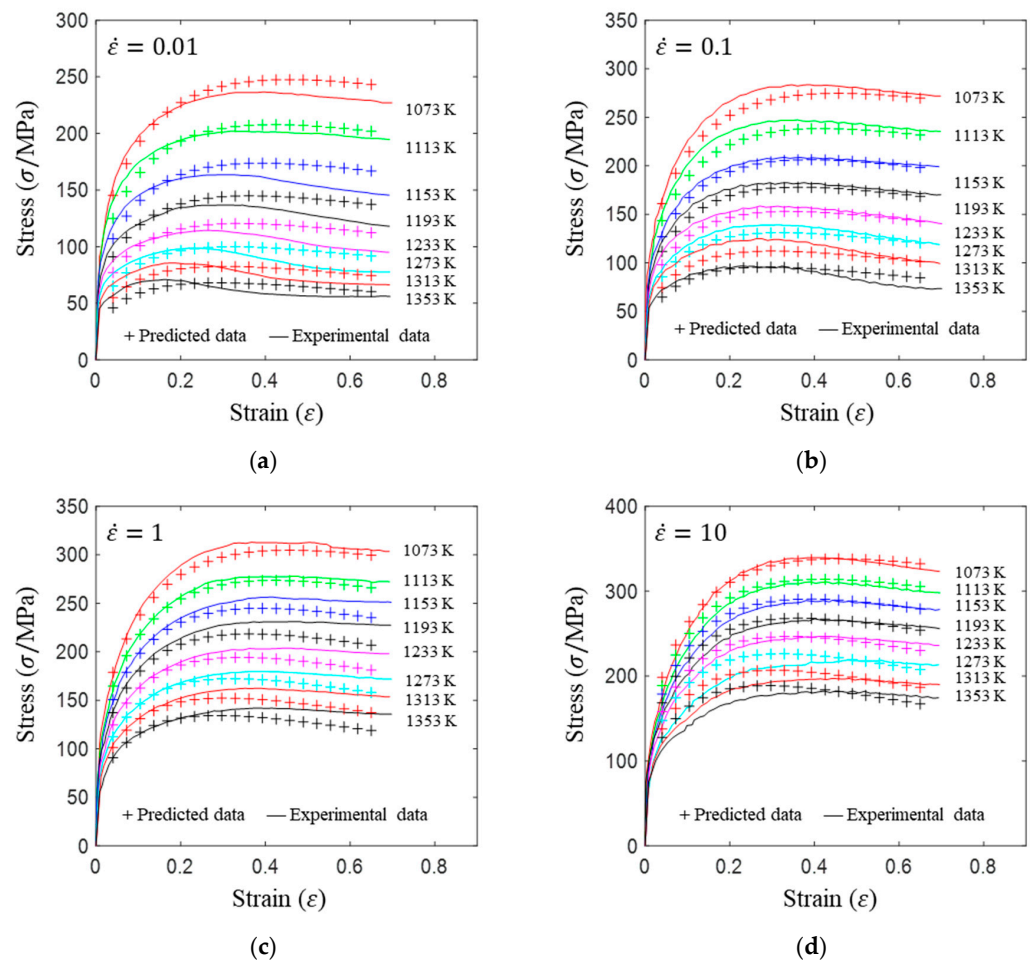 ε̇ = 0.01
300
250
200
150
100
50
0
Stress (σ/MPa)
1073 K
1113 K
1153 K
1193 K
1233 K
1273 K
1313 K
1353 K
+ Predicted data — Experimental data
0 0.2 0.4 0.6 0.8
Strain (ε)
(a)
ε̇ = 0.1
350
300
250
200
150
100
50
0
Stress (σ/MPa)
1073 K
1113 K
1153 K
1193 K
1233 K
1273 K
1313 K
1353 K
+ Predicted data — Experimental data
0 0.2 0.4 0.6 0.8
Strain (ε)
(b)
ε̇ = 1
350
300
250
200
150
100
50
0
Stress (σ/MPa)
1073 K
1113 K
1153 K
1193 K
1233 K
1273 K
1313 K
1353 K
+ Predicted data — Experimental data
0 0.2 0.4 0.6 0.8
Strain (ε)
(c)
ε̇ = 10
400
300
200
100
0
Stress (σ/MPa)
1073 K
1113 K
1153 K
1193 K
1233 K
1273 K
1313 K
1353 K
+ Predicted data — Experimental data
0 0.2 0.4 0.6 0.8
Strain (ε)
(d)